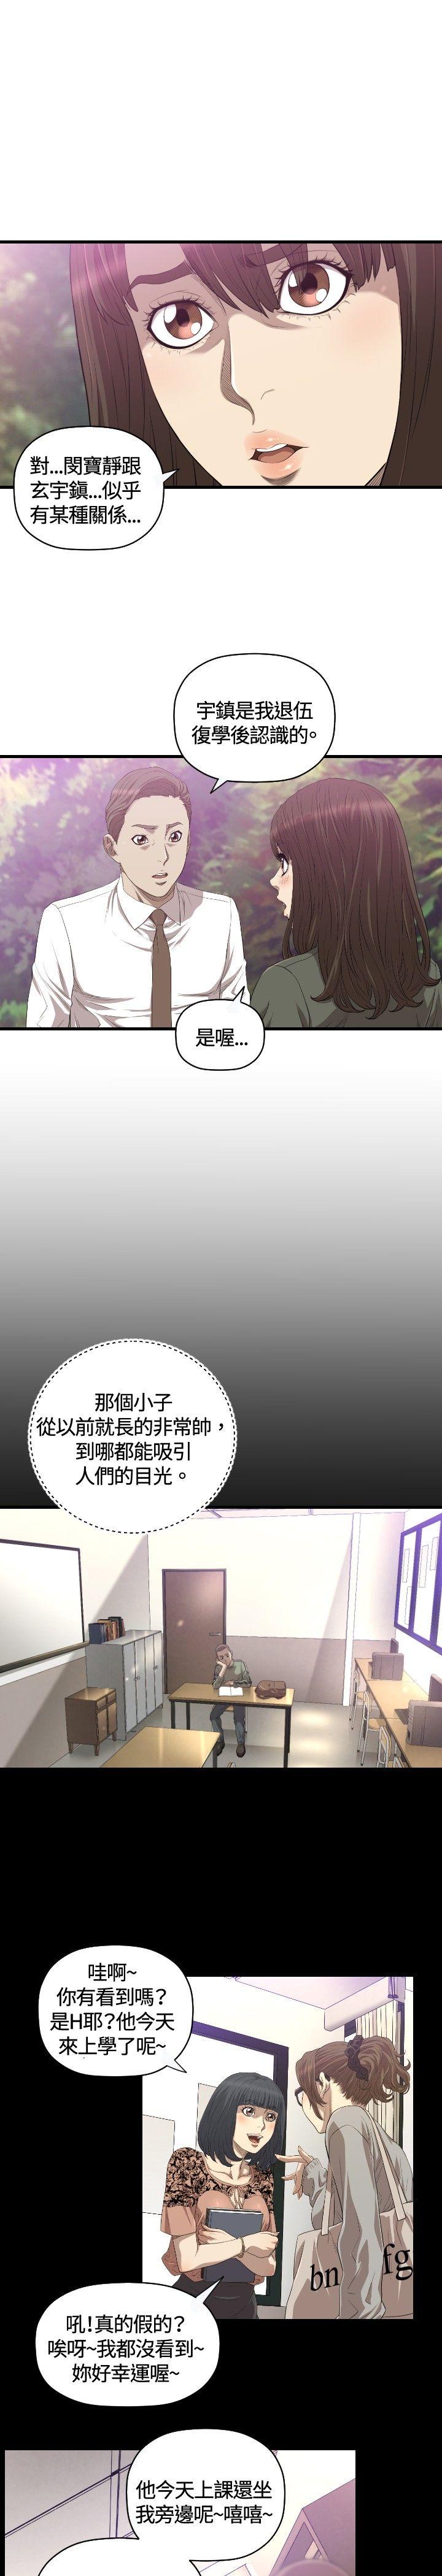 對...閔寶靜跟
玄宇鎮...似乎
有某種關係...
宇鎮是我退伍
復學後認識的。
是喔...
那個小子
從以前就長的非常帥，
到哪都能吸引
人們的目光。
哇啊~
你有看到嗎？
是H耶？他今天
來上學了呢~
bn
fg
吼！真的假的？
唉呀~我都沒看到~
妳好幸運喔~
他今天上課還坐
我旁邊呢~嘻嘻~